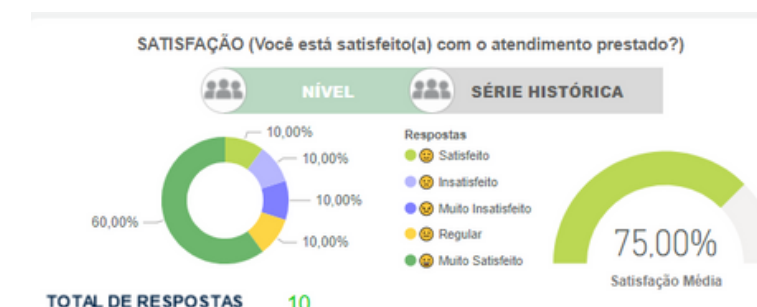 SATISFAÇÃO (Você está satisfeito(a) com o atendimento prestado?)
NÍVEL
SÉRIE HISTÓRICA
10,00%
10,00%
10,00%
10,00%
60,00%
Respostas
Satisfeito
Insatisfeito
Muito Insatisfeito
Regular
Muito Satisfeito
75,00%
Satisfação Média
TOTAL DE RESPOSTAS 10